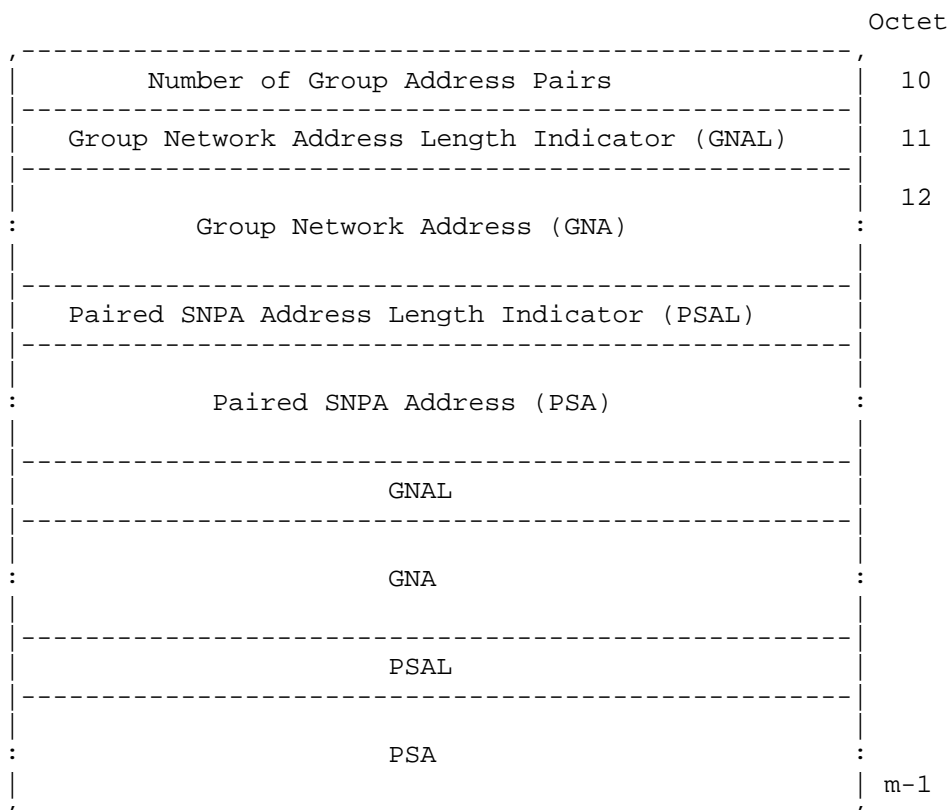 Octet
Number of Group Address Pairs 10
Group Network Address Length Indicator (GNAL) 11
12
Group Network Address (GNA)
Paired SNPA Address Length Indicator (PSAL)
Paired SNPA Address (PSA)
GNAL
GNA
PSAL
PSA
m-1